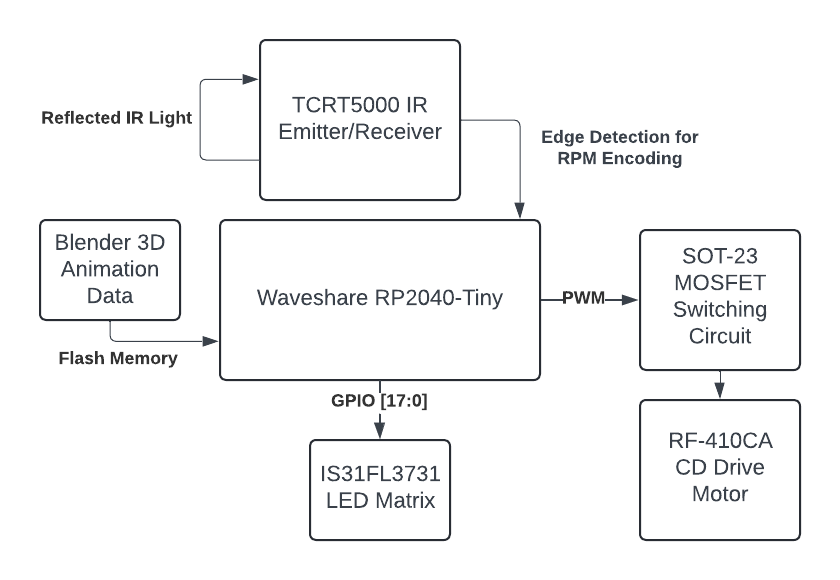 TCRT5000 IR
Emitter/Receiver
Reflected IR Light
Edge Detection for
RPM Encoding
Blender 3D
Animation
Data
Flash Memory
Waveshare RP2040-Tiny
PWM
SOT-23
MOSFET
Switching
Circuit
GPIO [17:0]
IS31FL3731
LED Matrix
RF-410CA
CD Drive
Motor